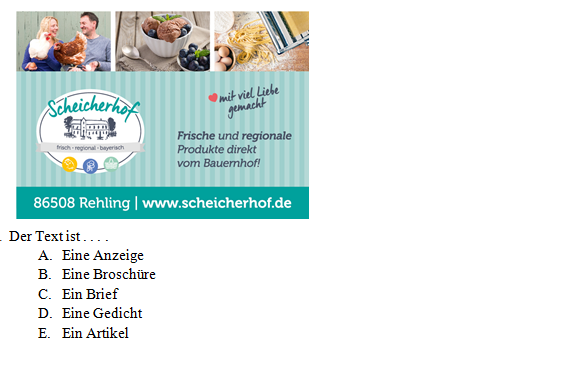 Scheicherhof
frisch · regional · bayerisch
mit viel Liebe
gemacht
Frische und regionale
Produkte direkt
vom Bauernhof!
86508 Rehling | www.scheicherhof.de
. Der Text ist . . . .
A. Eine Anzeige
B. Eine Broschüre
C. Ein Brief
D. Eine Gedicht
E. Ein Artikel